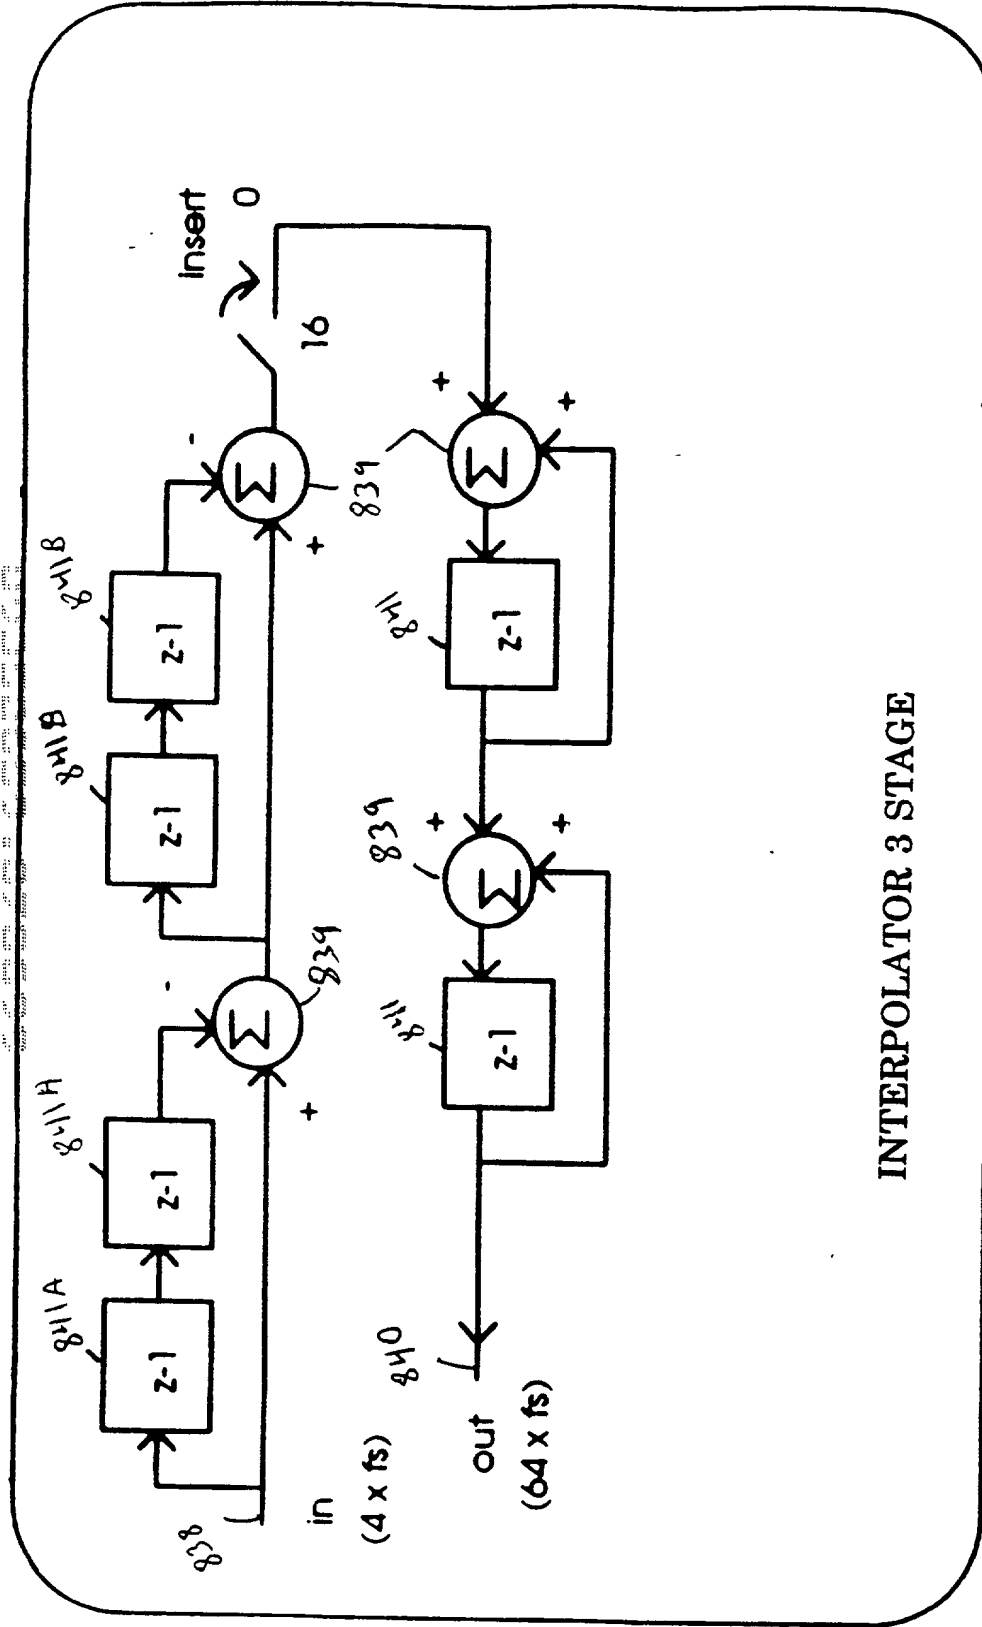 841A
841A
841B
841B
z-1
z-1
z-1
z-1
insert
0
-
-
Σ
Σ
16
838
+
839
+
839
in
(4 x fs)
840
841
839
841
+
+
z-1
Σ
z-1
Σ
out
(64 x fs)
+
+
INTERPOLATOR 3 STAGE